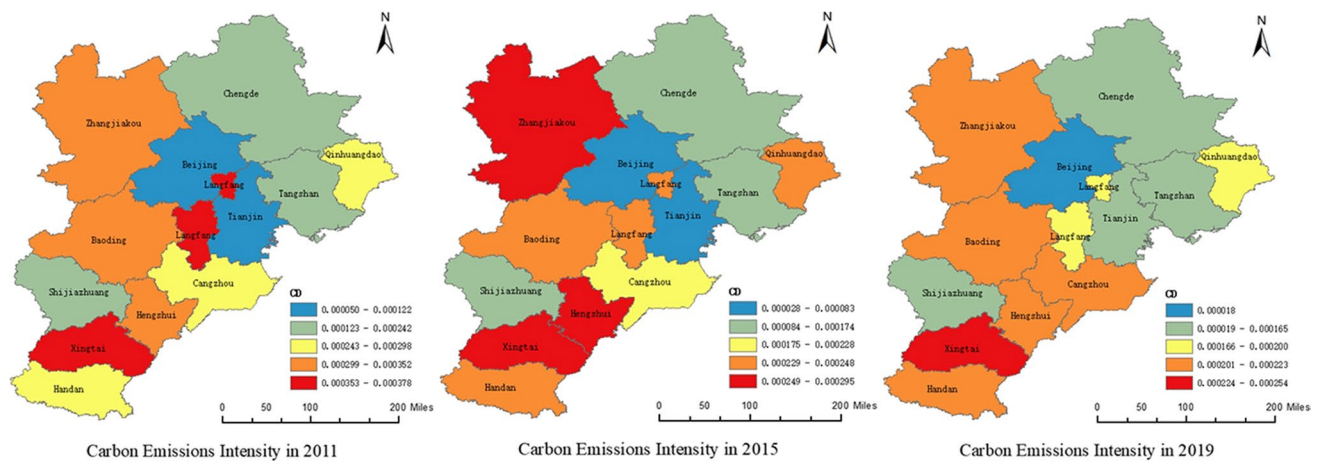 N
Chengde
Zhangjiakou
Qinhuangdao
Beijing
Langfang
Tangshan
Tianjin
Langfang
Baoding
Cangzhou
Shijiazhuang
Hengshui
Xingtai
Handan
CD
0.000050 - 0.000122
0.000123 - 0.000242
0.000243 - 0.000298
0.000299 - 0.000352
0.000353 - 0.000378
0 50 100 200 Miles
Carbon Emissions Intensity in 2011
N
Chengde
Zhangjiakou
Qinhuangdao
Beijing
Langfang
Tangshan
Tianjin
Langfang
Baoding
Cangzhou
Shijiazhuang
Hengshui
Xingtai
Handan
CD
0.000028 - 0.000083
0.000084 - 0.000174
0.000175 - 0.000228
0.000229 - 0.000248
0.000249 - 0.000295
0 50 100 200 Miles
Carbon Emissions Intensity in 2015
N
Chengde
Zhangjiakou
Qinhuangdao
Beijing
Langfang
Tangshan
Tianjin
Langfang
Baoding
Cangzhou
Shijiazhuang
Hengshui
Xingtai
Handan
CD
0.000018
0.000019 - 0.000165
0.000166 - 0.000200
0.000201 - 0.000223
0.000224 - 0.000254
0 50 100 200 Miles
Carbon Emissions Intensity in 2019